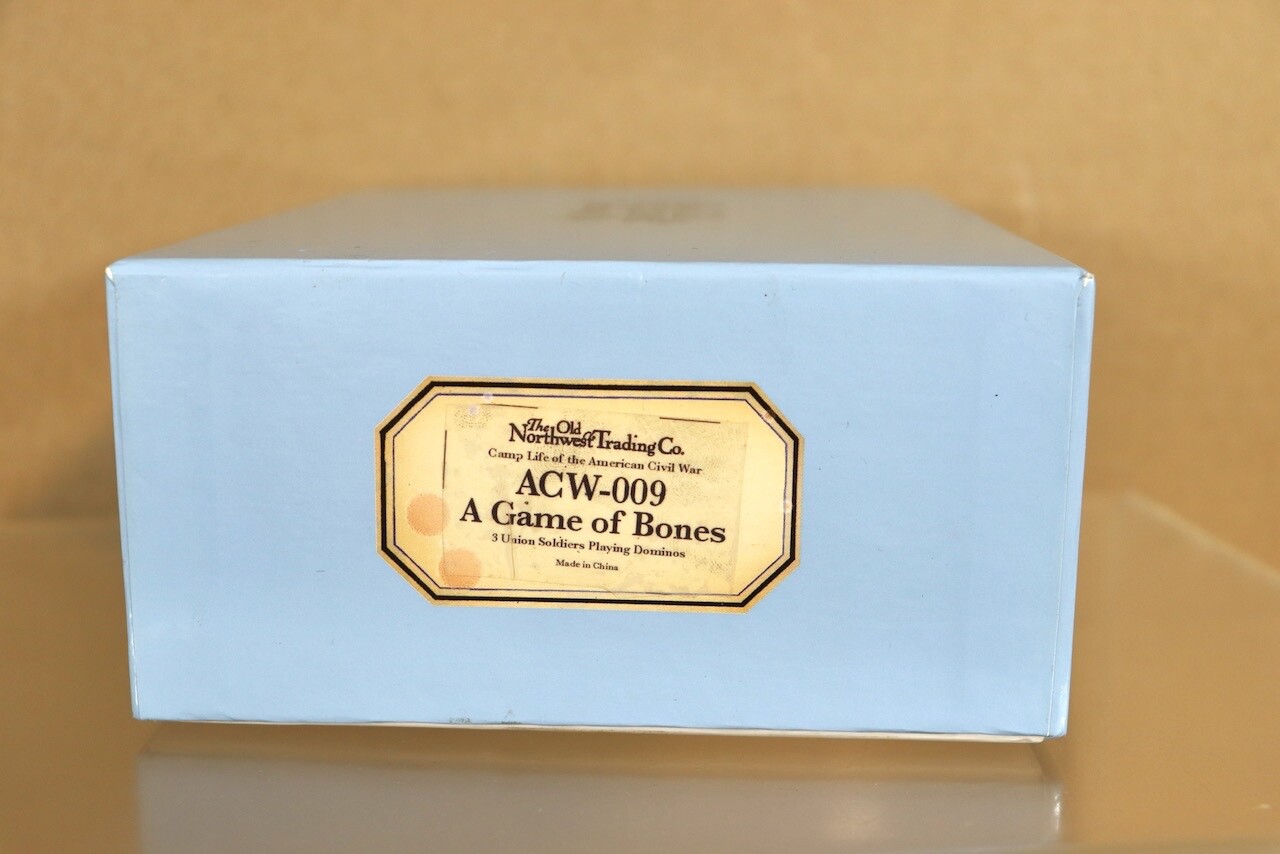 The Old
Northwest Trading Co.
Camp Life of the American Civil War
ACW-009
A Game of Bones
3 Union Soldiers Playing Dominos
Made in China